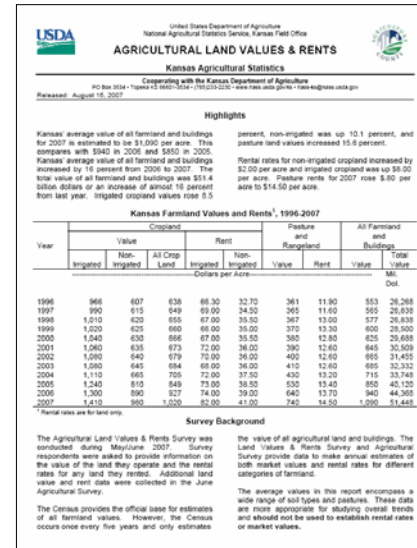 USDA
United States Department of Agriculture
National Agricultural Statistics Service, Kansas Field Office
AGRICULTURAL LAND VALUES & RENTS
Kansas Agricultural Statistics
Cooperating with the Kansas Department of Agriculture
Released: August 15, 2007
Highlights
Kansas' average value of all farmland and buildings
for 2007 is estimated to be $1,090 per acre. This
compares with $940 in 2006 and $850 in 2005.
Kansas' average value of all farmland and buildings
increased by 16 percent from 2006 to 2007. The
total value of all farmland and buildings was $51.4
billion dollars or an increase of almost 16 percent
from last year. Irrigated cropland values rose 8.5
percent, non-irrigated was up 10.1 percent, and
pasture land values increased 15.6 percent.
Rental rates for non-irrigated cropland increased by
$2.00 per acre and irrigated cropland was up $8.00
per acre. Pasture rents for 2007 rose $.80 per
acre to $14.50 per acre.
Kansas Farmland Values and Rents¹, 1996-2007
Year
Cropland
Pasture and Rangeland
All Farmland and Buildings
Value Rent Value Rent Value Total Value
Irrigated Non-Irrigated All Crop Land Irrigated Non-Irrigated
Dollars per Acre Mil. Dol.
1996 966 607 638 66.30 32.70 361 11.90 553 26,268
1997 990 615 649 69.00 34.50 365 11.60 565 26,838
1998 1,010 620 655 67.00 35.50 367 13.00 577 26,838
1999 1,020 625 660 66.00 35.00 370 13.30 600 28,500
2000 1,040 630 666 67.00 35.50 380 12.80 625 29,688
2001 1,060 635 673 72.00 36.00 390 12.60 645 30,509
2002 1,080 640 679 70.00 36.00 400 12.60 665 31,455
2003 1,080 645 684 68.00 36.00 410 12.60 685 32,332
2004 1,110 665 705 72.00 37.50 430 13.20 715 33,748
2005 1,240 810 849 73.00 38.50 530 13.40 850 40,120
2006 1,300 890 927 74.00 39.00 640 13.70 940 44,368
2007 1,410 980 1,020 82.00 41.00 740 14.50 1,090 51,448
¹ Rental rates are for land only.
Survey Background
The Agricultural Land Values & Rents Survey was
conducted during May/June 2007. Survey
respondents were asked to provide information on
the value of the land they operate and the rental
rates for any land they rented. Additional land
value and rent data were collected in the June
Agricultural Survey.
The Census provides the official base for estimates
of all farmland values. However, the Census
occurs once every five years and only estimates
the value of all agricultural land and buildings. The
Land Values & Rents Survey and Agricultural
Survey provide data to make annual estimates of
both market values and rental rates for different
categories of farmland.
The average values in this report encompass a
wide range of soil types and pastures. These data
are more appropriate for studying overall trends
and should not be used to establish rental rates
or market values.